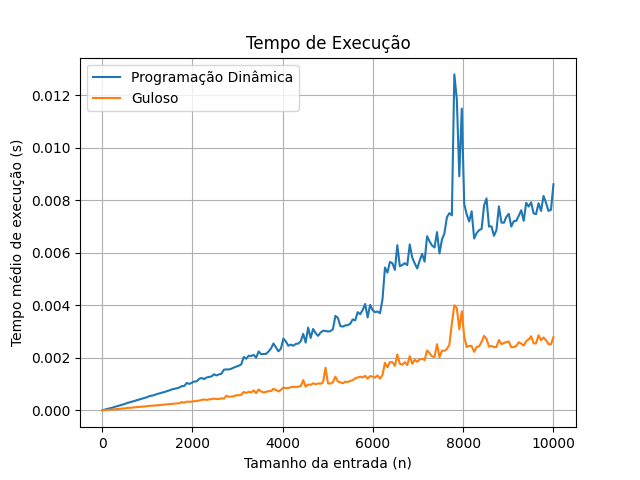 Tempo de Execução
Programação Dinâmica
Guloso
Tempo médio de execução (s)
0.012
0.010
0.008
0.006
0.004
0.002
0.000
0 2000 4000 6000 8000 10000
Tamanho da entrada (n)